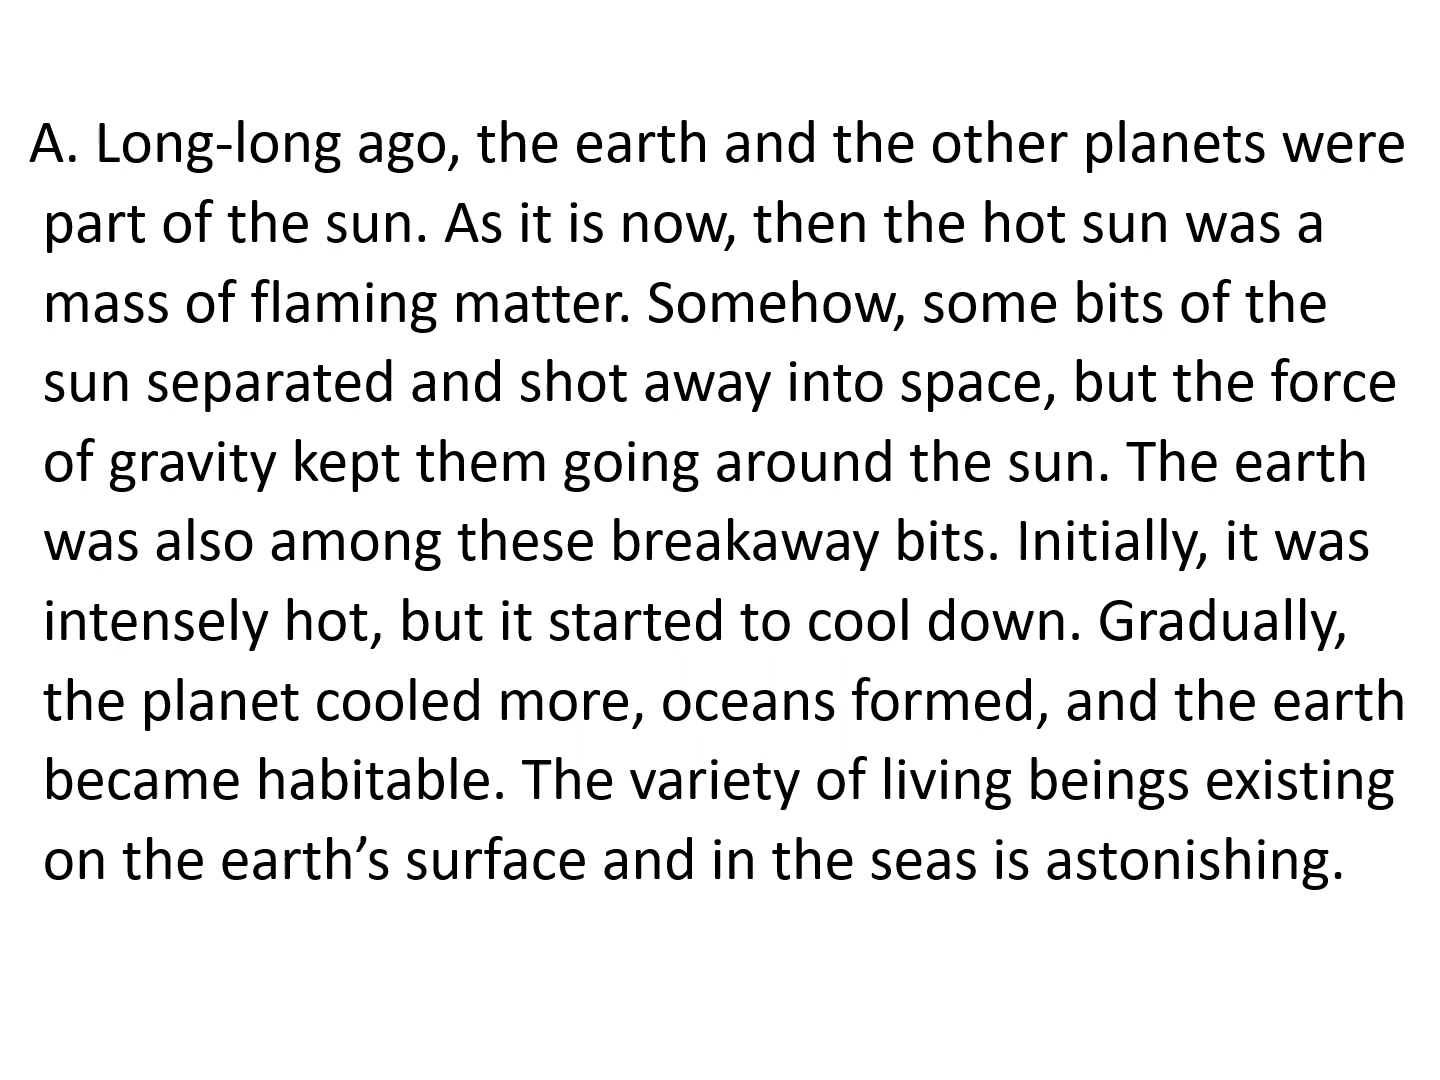 A. Long-long ago, the earth and the other planets were
part of the sun. As it is now, then the hot sun was a
mass of flaming matter. Somehow, some bits of the
sun separated and shot away into space, but the force
of gravity kept them going around the sun. The earth
was also among these breakaway bits. Initially, it was
intensely hot, but it started to cool down. Gradually,
the planet cooled more, oceans formed, and the earth
became habitable. The variety of living beings existing
on the earth’s surface and in the seas is astonishing.